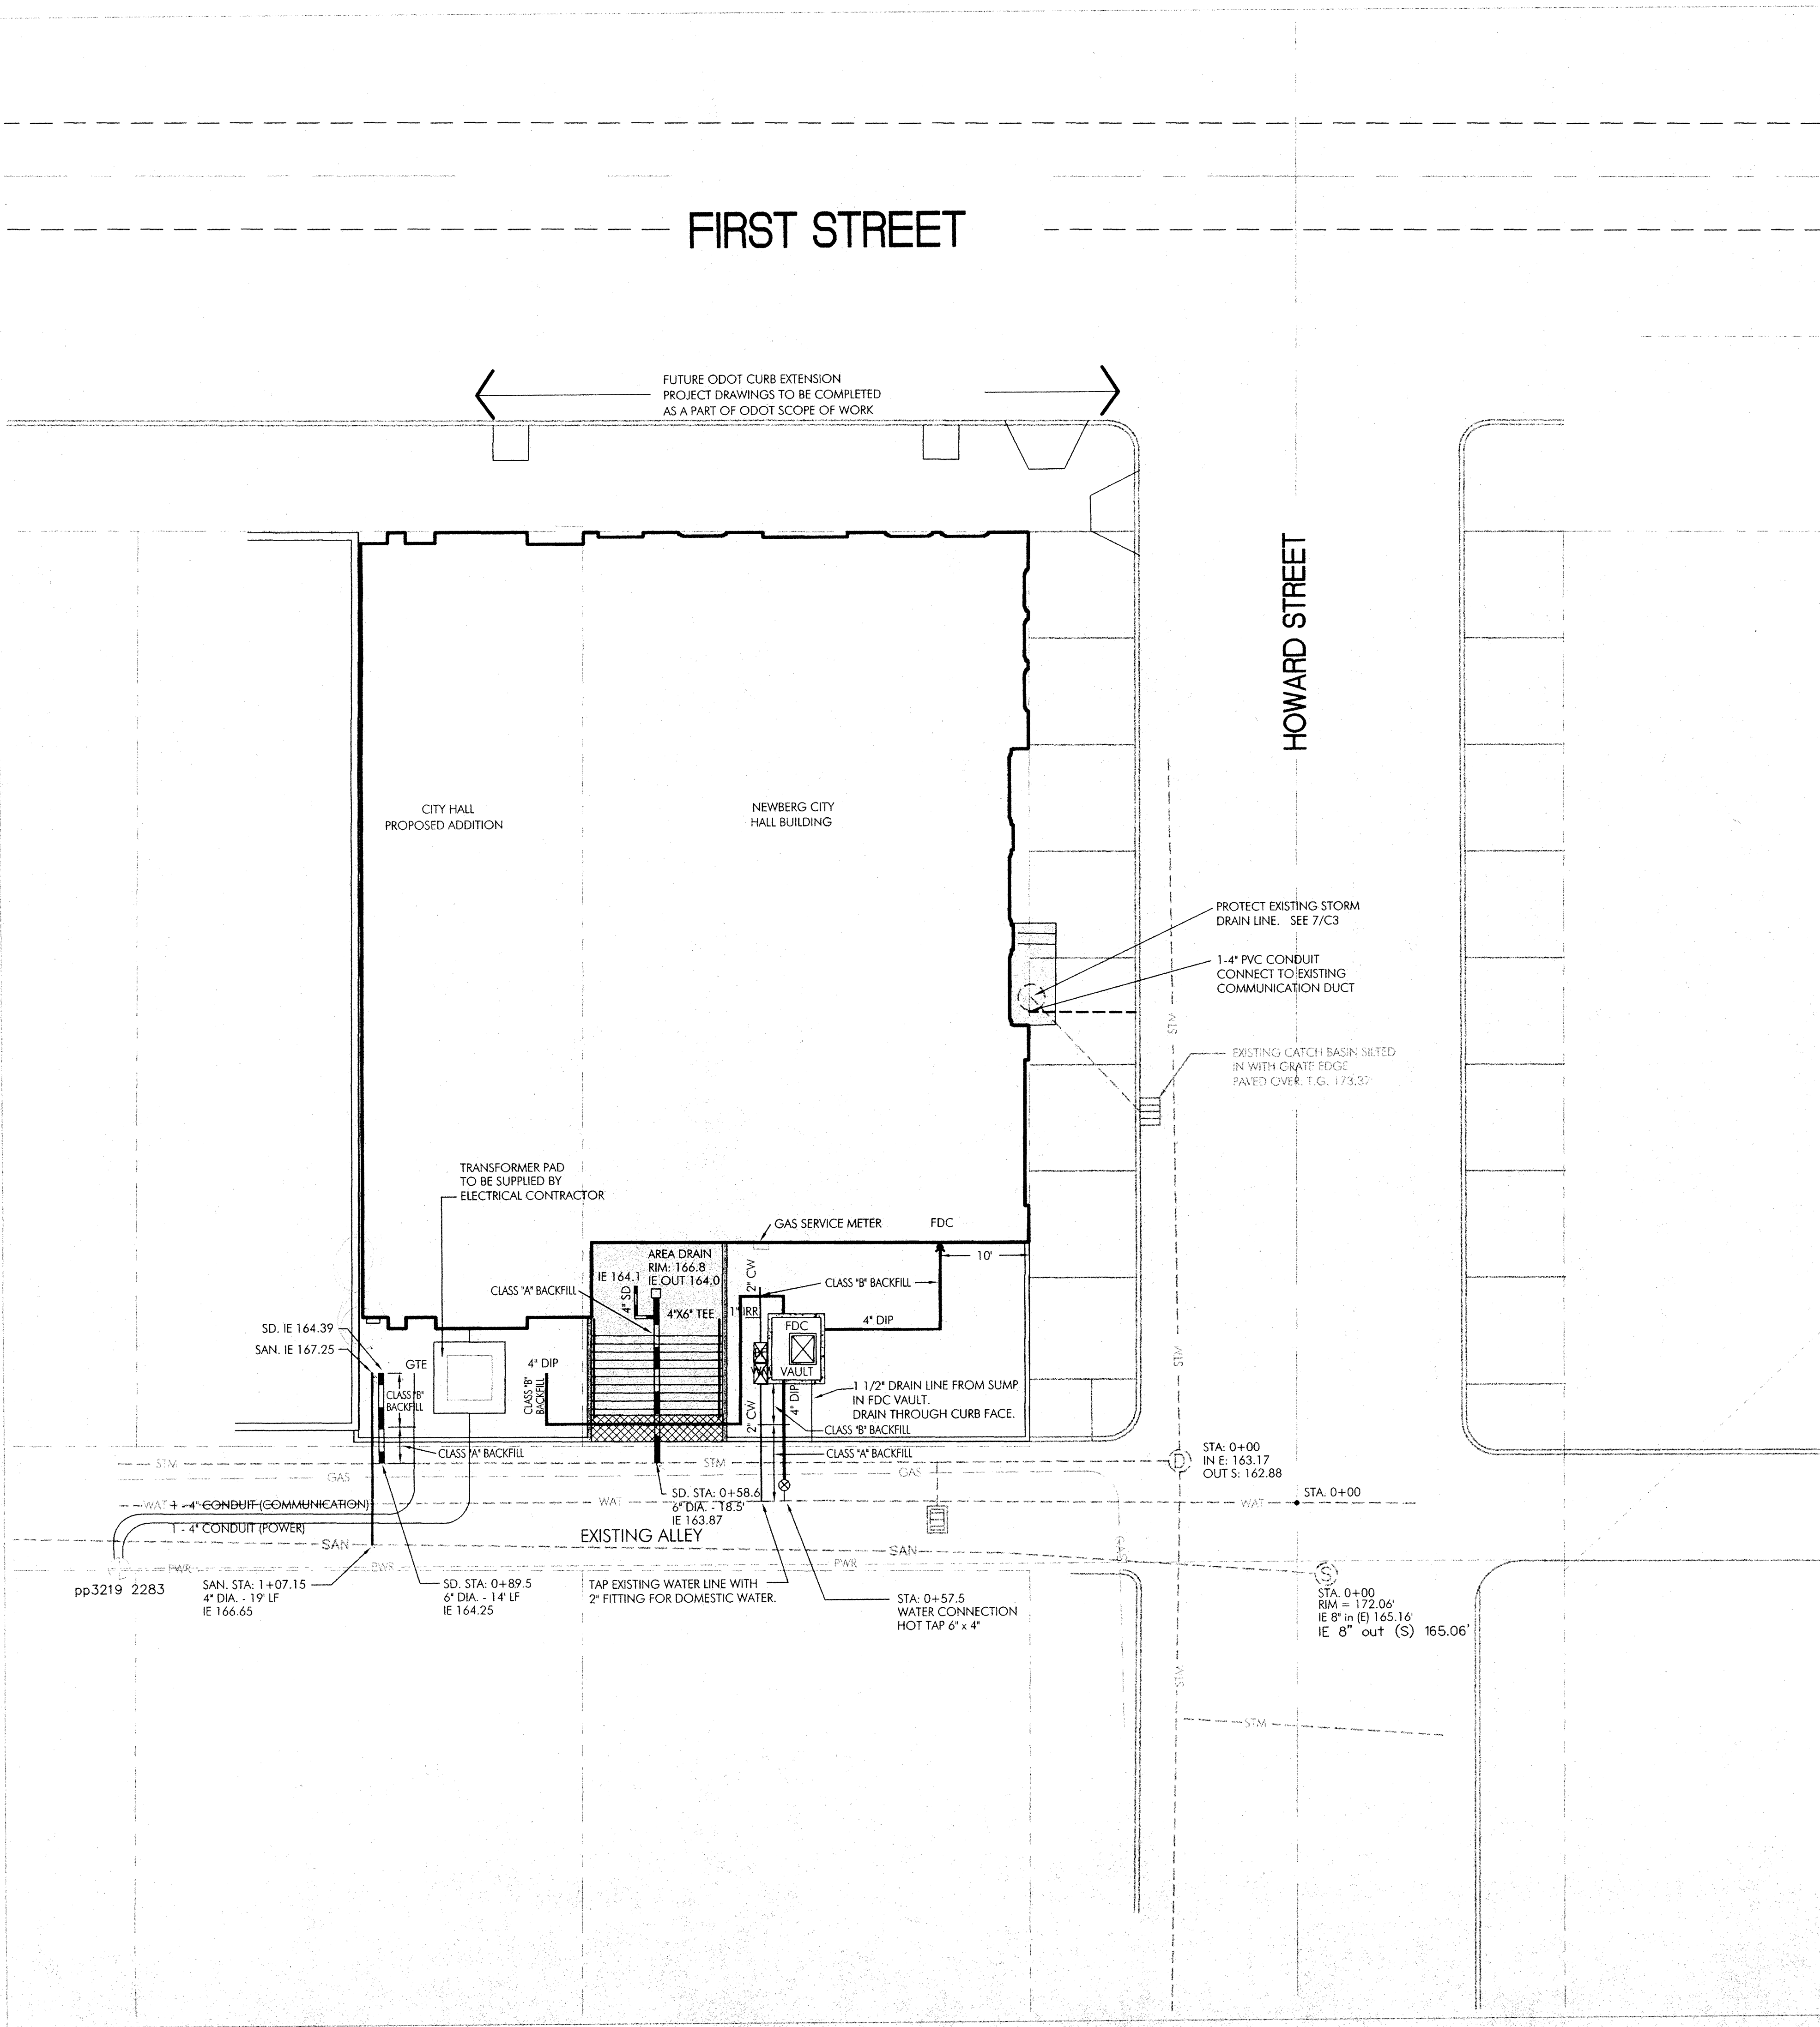 FIRST STREET
FUTURE ODOT CURB EXTENSION
PROJECT DRAWINGS TO BE COMPLETED
AS A PART OF ODOT SCOPE OF WORK
HOWARD STREET
CITY HALL
PROPOSED ADDITION
NEWBERG CITY
HALL BUILDING
PROTECT EXISTING STORM
DRAIN LINE. SEE 7/C3
1-4" PVC CONDUIT
CONNECT TO EXISTING
COMMUNICATION DUCT
STM
EXISTING CATCH BASIN SILTED
IN WITH GRATE EDGE
PAVED OVER. T.G. 173.37
TRANSFORMER PAD
TO BE SUPPLIED BY
ELECTRICAL CONTRACTOR
GAS SERVICE METER
FDC
10'
AREA DRAIN
RIM: 166.8
IE OUT 164.0
IE 164.1
4" SD
4"X6" TEE
CLASS "A" BACKFILL
2" CW
1" IRR
CLASS "B" BACKFILL
FDC
VAULT
4" DIP
SD. IE 164.39
SAN. IE 167.25
GTE
CLASS "B"
BACKFILL
4" DIP
CLASS "B"
BACKFILL
2" CW
4" DIP
1 1/2" DRAIN LINE FROM SUMP
IN FDC VAULT.
DRAIN THROUGH CURB FACE.
CLASS "B" BACKFILL
CLASS "A" BACKFILL
CLASS "A" BACKFILL
STM
STM
STM
GAS
GAS
D
STA: 0+00
IN E: 163.17
OUT S: 162.88
WAT
1 - 4" CONDUIT (COMMUNICATION)
WAT
WAT
STA. 0+00
SD. STA: 0+58.6
6" DIA. - 18.5'
IE 163.87
1 - 4" CONDUIT (POWER)
EXISTING ALLEY
SAN
SAN
GAS
PWR
PWR
PWR
S
pp3219 2283
SAN. STA: 1+07.15
4" DIA. - 19' LF
IE 166.65
SD. STA: 0+89.5
6" DIA. - 14' LF
IE 164.25
TAP EXISTING WATER LINE WITH
2" FITTING FOR DOMESTIC WATER.
STA: 0+57.5
WATER CONNECTION
HOT TAP 6" x 4"
STA. 0+00
RIM = 172.06'
IE 8" in (E) 165.16'
IE 8" out (S) 165.06'
STM
STM